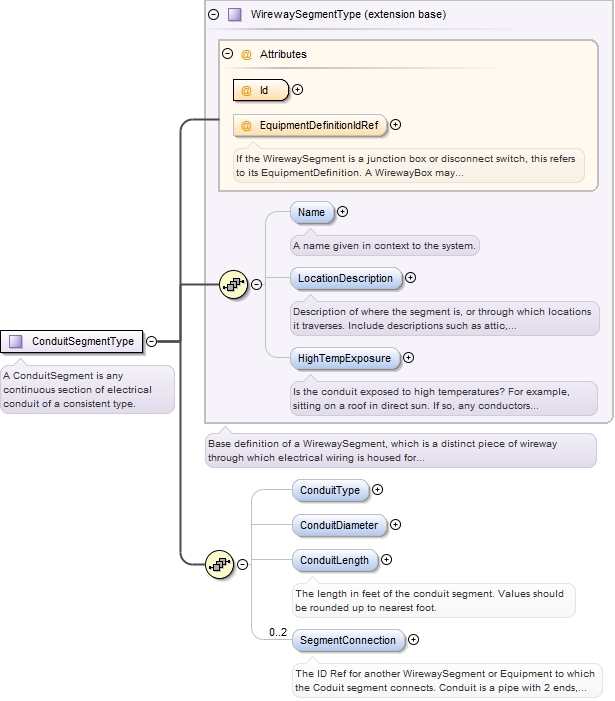 WirewaySegmentType (extension base)
@ Attributes
@ Id
@ EquipmentDefinitionIdRef
If the WirewaySegment is a junction box or disconnect switch, this refers
to its EquipmentDefinition. A WirewayBox may...
Name
A name given in context to the system.
LocationDescription
Description of where the segment is, or through which locations
it traverses. Include descriptions such as attic,...
HighTempExposure
Is the conduit exposed to high temperatures? For example,
sitting on a roof in direct sun. If so, any conductors...
ConduitSegmentType
A ConduitSegment is any
continuous section of electrical
conduit of a consistent type.
Base definition of a WirewaySegment, which is a distinct piece of wireway
through which electrical wiring is housed for...
ConduitType
ConduitDiameter
ConduitLength
The length in feet of the conduit segment. Values should
be rounded up to nearest foot.
0..2
SegmentConnection
The ID Ref for another WirewaySegment or Equipment to which
the Coduit segment connects. Conduit is a pipe with 2 ends,...